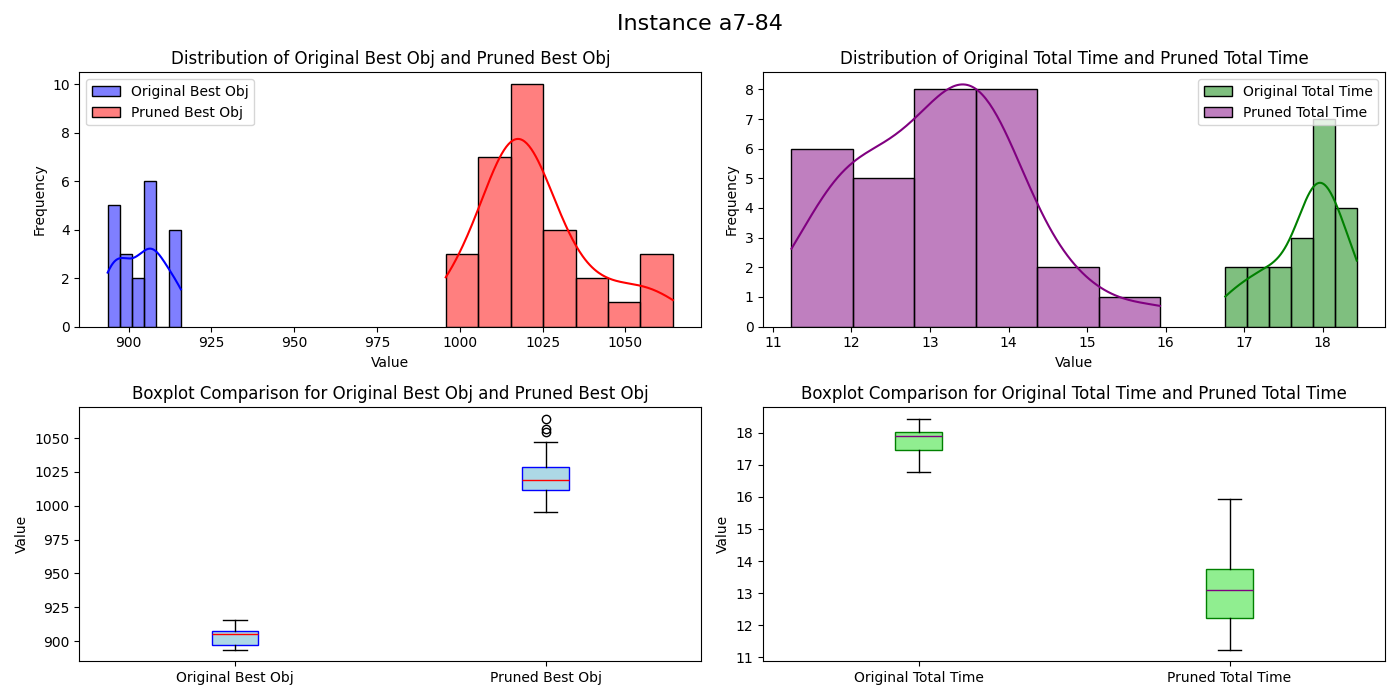 Instance a7-84
Distribution of Original Best Obj and Pruned Best Obj
Original Best Obj
Pruned Best Obj
Frequency
10
8
6
4
2
0
900
925
950
975
1000
1025
1050
Value
Distribution of Original Total Time and Pruned Total Time
Original Total Time
Pruned Total Time
Frequency
8
7
6
5
4
3
2
1
0
11
12
13
14
15
16
17
18
Value
Boxplot Comparison for Original Best Obj and Pruned Best Obj
Value
1050
1025
1000
975
950
925
900
Original Best Obj
Pruned Best Obj
Boxplot Comparison for Original Total Time and Pruned Total Time
Value
18
17
16
15
14
13
12
11
Original Total Time
Pruned Total Time